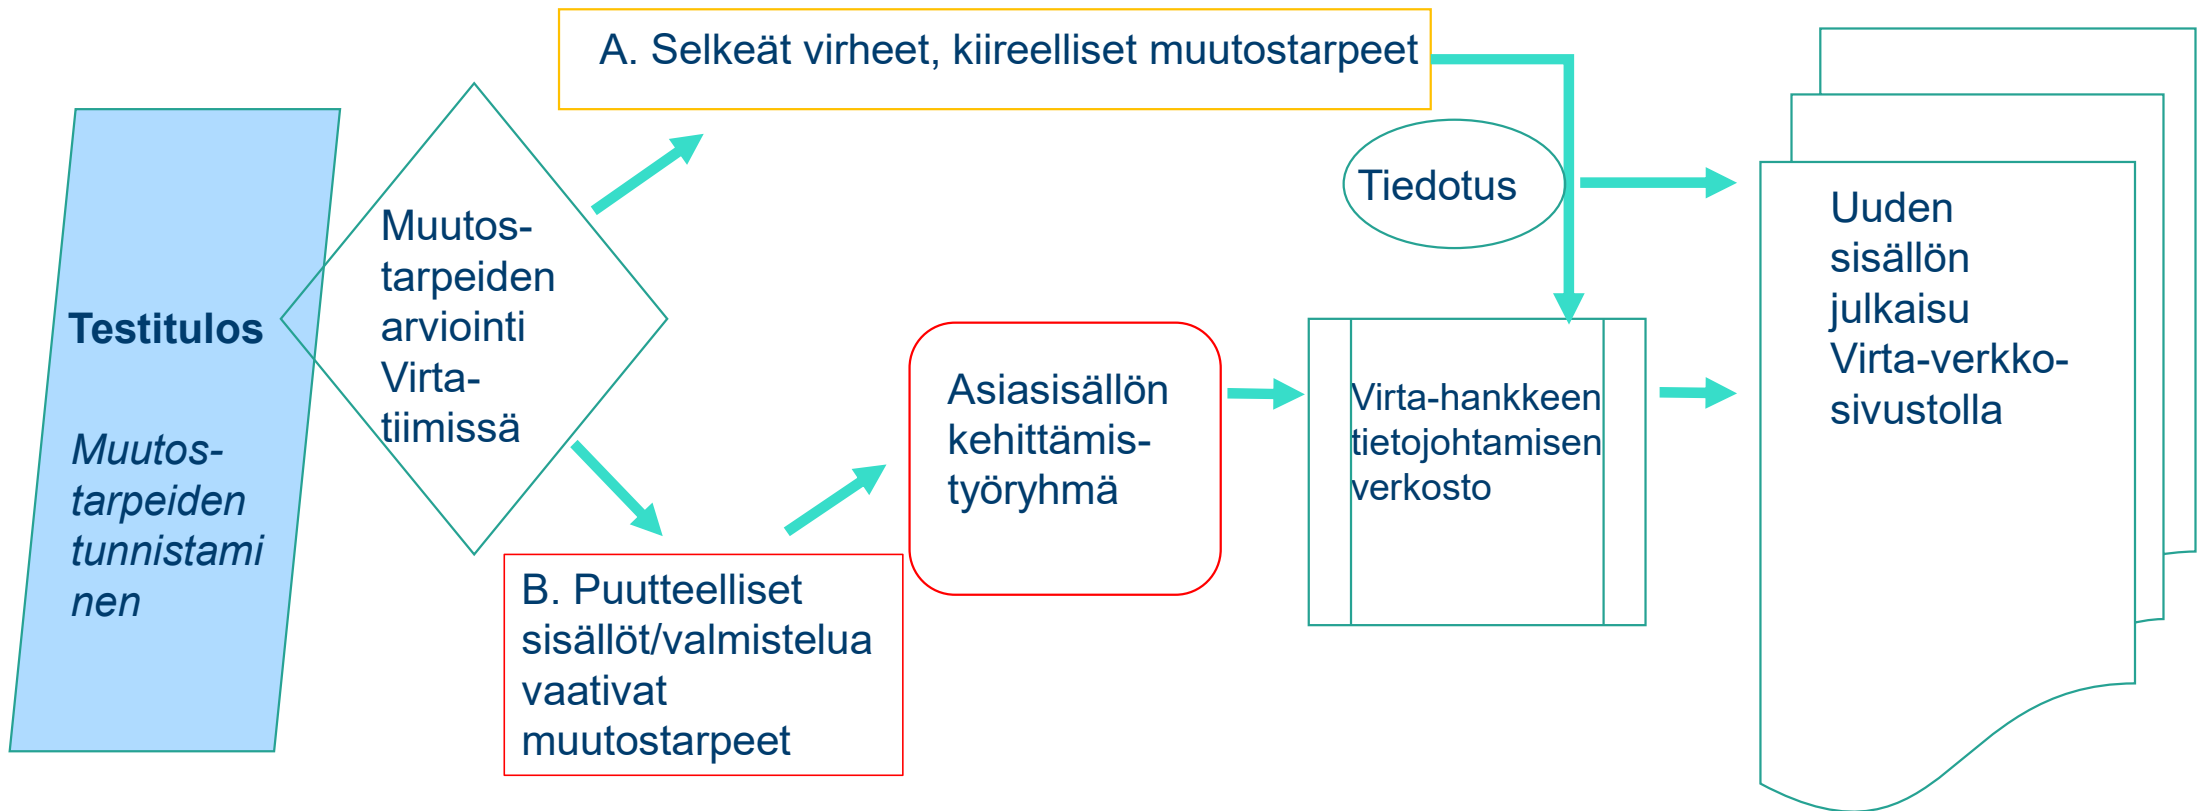 A. Selkeät virheet, kiireelliset muutostarpeet
Testitulos
Muutos-
tarpeiden
tunnistami
nen
Muutos-
tarpeiden
arviointi
Virta-
tiimissä
B. Puutteelliset
sisällöt/valmistelua
vaativat
muutostarpeet
Asiasisällön
kehittämis-
työryhmä
Tiedotus
Virta-hankkeen
tietojohtamisen
verkosto
Uuden
sisällön
julkaisu
Virta-verkko-
sivustolla